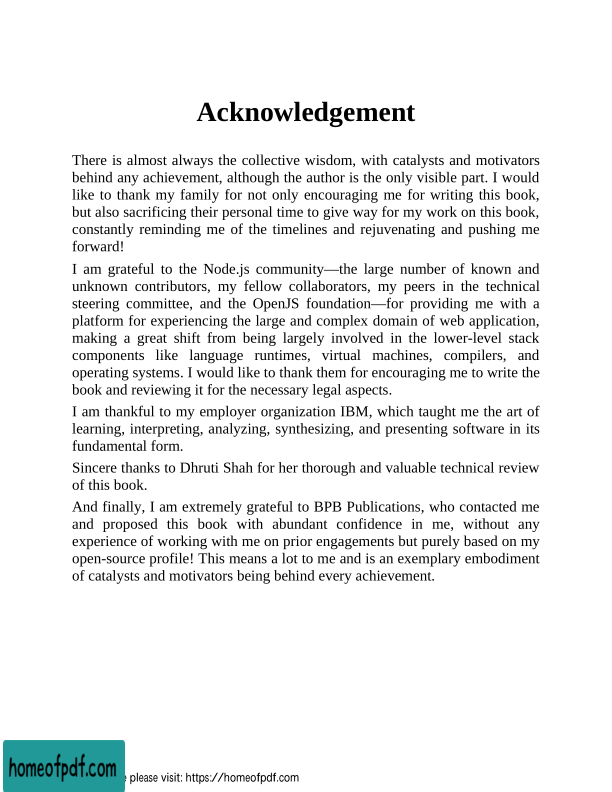 Acknowledgement
There is almost always the collective wisdom, with catalysts and motivators
behind any achievement, although the author is the only visible part. I would
like to thank my family for not only encouraging me for writing this book,
but also sacrificing their personal time to give way for my work on this book,
constantly reminding me of the timelines and rejuvenating and pushing me
forward!
I am grateful to the Node.js community—the large number of known and
unknown contributors, my fellow collaborators, my peers in the technical
steering committee, and the OpenJS foundation—for providing me with a
platform for experiencing the large and complex domain of web application,
making a great shift from being largely involved in the lower-level stack
components like language runtimes, virtual machines, compilers, and
operating systems. I would like to thank them for encouraging me to write the
book and reviewing it for the necessary legal aspects.
I am thankful to my employer organization IBM, which taught me the art of
learning, interpreting, analyzing, synthesizing, and presenting software in its
fundamental form.
Sincere thanks to Dhruti Shah for her thorough and valuable technical review
of this book.
And finally, I am extremely grateful to BPB Publications, who contacted me
and proposed this book with abundant confidence in me, without any
experience of working with me on prior engagements but purely based on my
open-source profile! This means a lot to me and is an exemplary embodiment
of catalysts and motivators being behind every achievement.
homeofpdf.com
please visit: https://homeofpdf.com